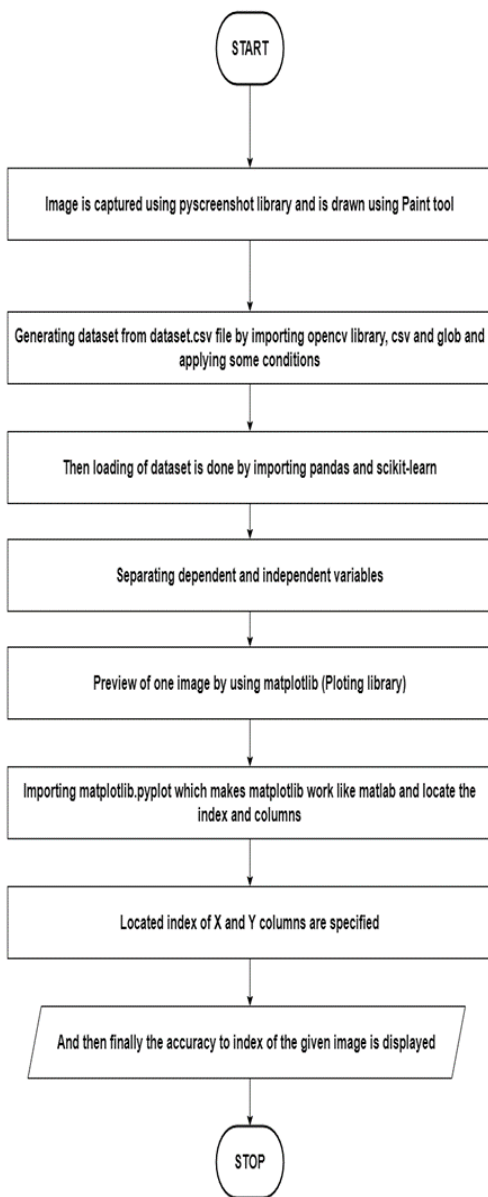 START
Image is captured using pyscreenshot library and is drawn using Paint tool
Generating dataset from dataset.csv file by importing opencv library, csv and glob and
applying some conditions
Then loading of dataset is done by importing pandas and scikit-learn
Separating dependent and independent variables
Preview of one image by using matplotlib (Ploting library)
Importing matplotlib.pyplot which makes matplotlib work like matlab and locate the
index and columns
Located index of X and Y columns are specified
And then finally the accuracy to index of the given image is displayed
STOP